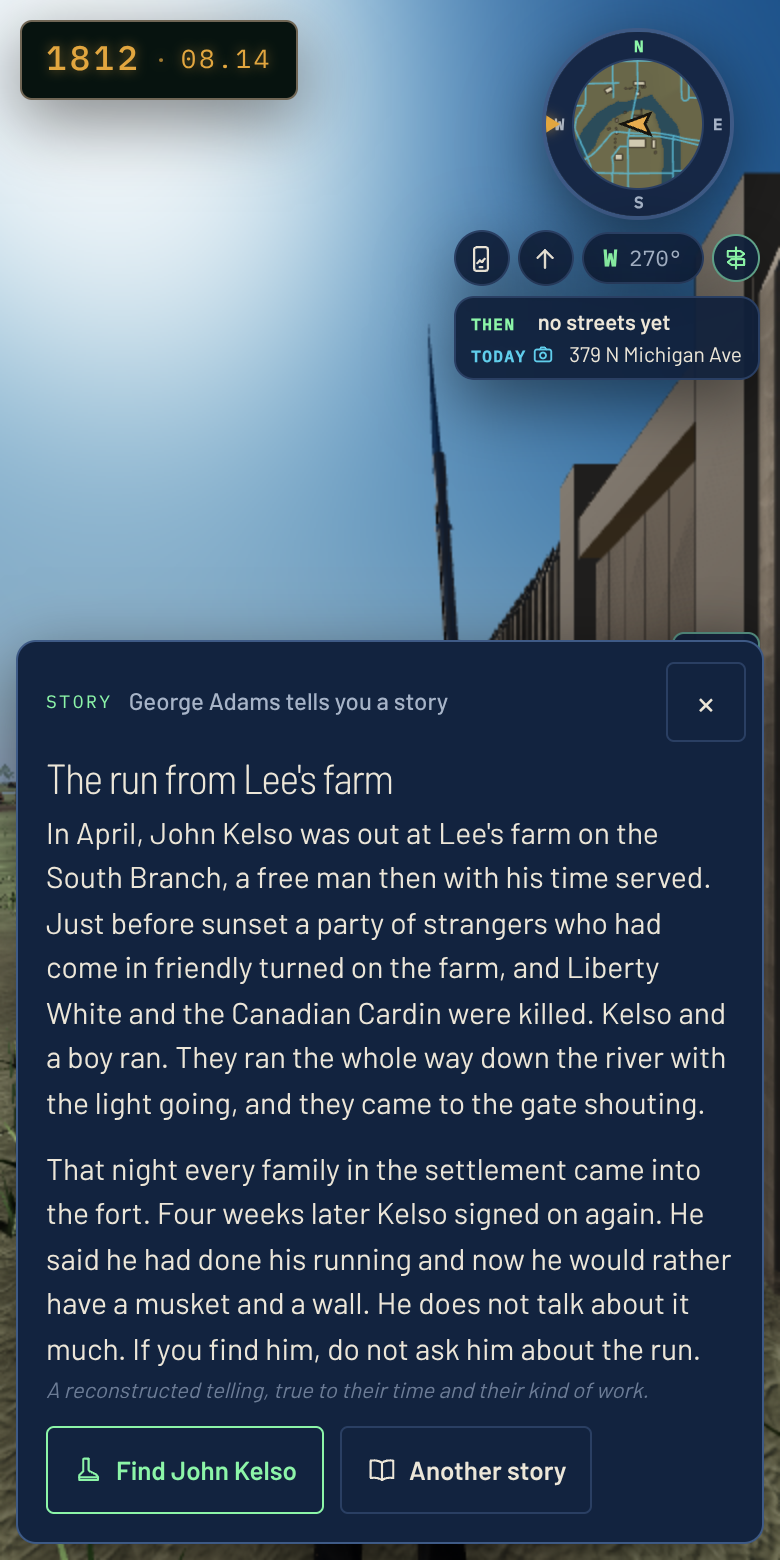 1812 · 08.14
N
W
E
S
W 270°
THEN no streets yet
TODAY 379 N Michigan Ave
STORY George Adams tells you a story
×
The run from Lee's farm
In April, John Kelso was out at Lee's farm on the
South Branch, a free man then with his time served.
Just before sunset a party of strangers who had
come in friendly turned on the farm, and Liberty
White and the Canadian Cardin were killed. Kelso and
a boy ran. They ran the whole way down the river with
the light going, and they came to the gate shouting.
That night every family in the settlement came into
the fort. Four weeks later Kelso signed on again. He
said he had done his running and now he would rather
have a musket and a wall. He does not talk about it
much. If you find him, do not ask him about the run.
A reconstructed telling, true to their time and their kind of work.
Find John Kelso
Another story